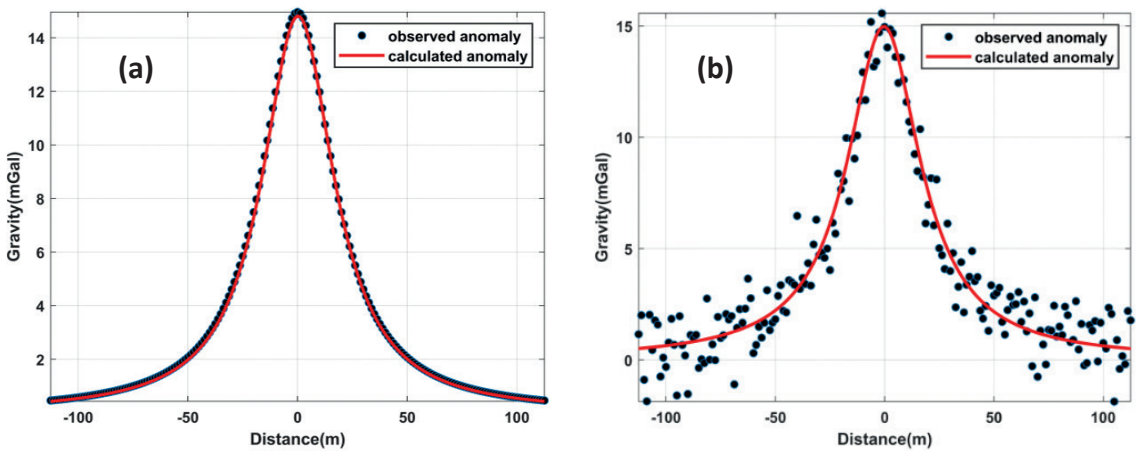 (a)
observed anomaly
calculated anomaly
Gravity(mGal)
14
12
10
8
6
4
2
-100
-50
0
50
100
Distance(m)
(b)
observed anomaly
calculated anomaly
Gravity(mGal)
15
10
5
0
-100
-50
0
50
100
Distance(m)